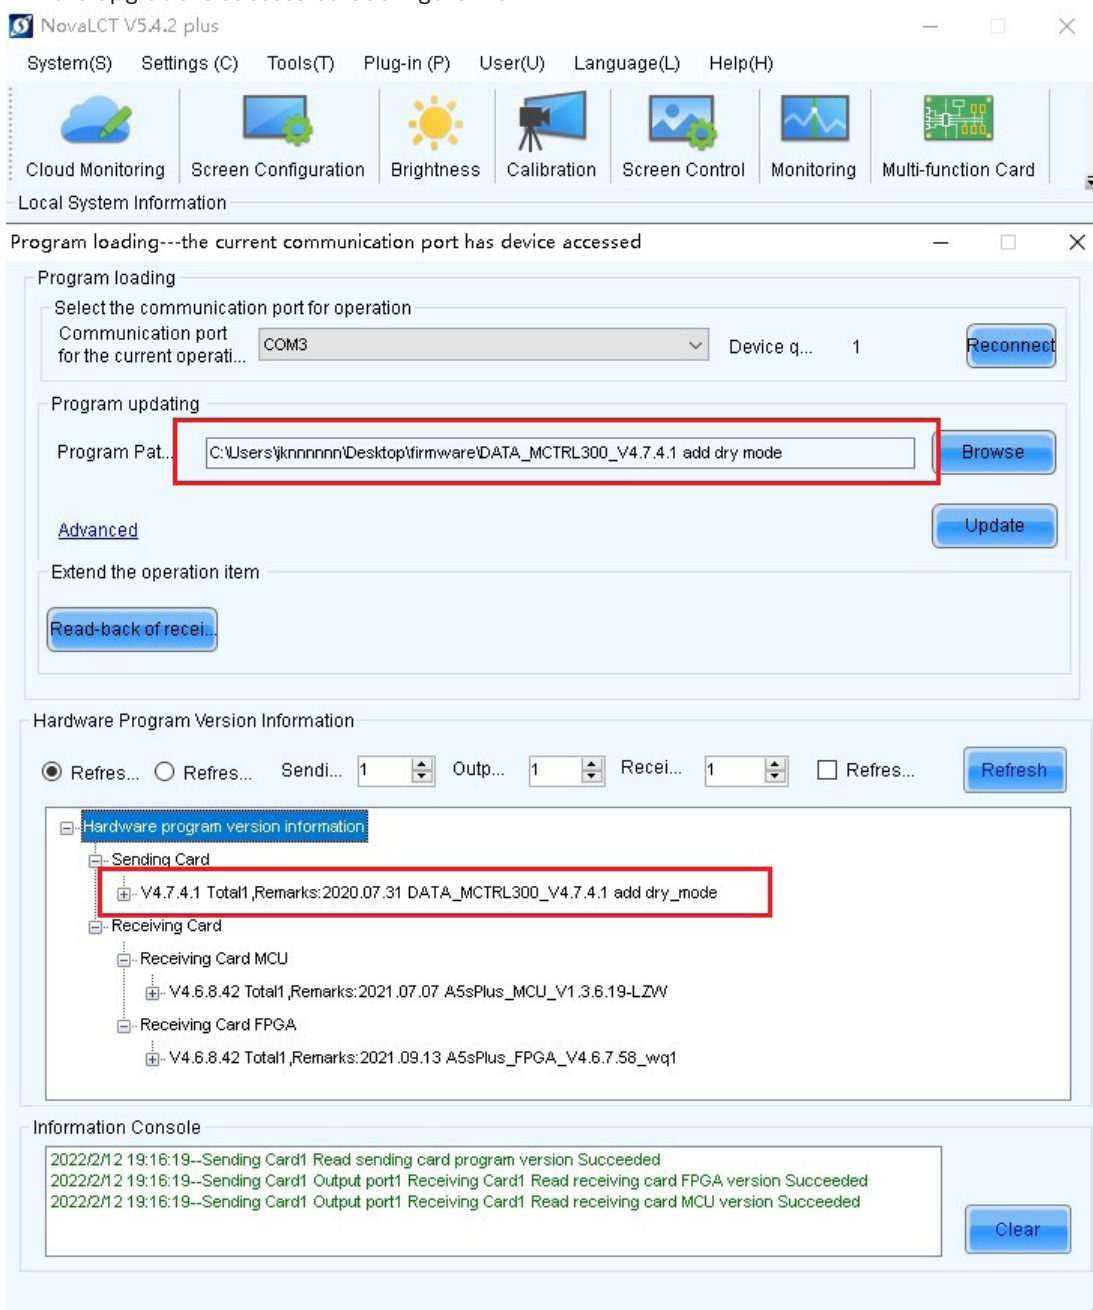 NovaLCT V5.4.2 plus
System(S) Settings (C) Tools(T) Plug-in (P) User(U) Language(L) Help(H)
Cloud Monitoring Screen Configuration Brightness Calibration Screen Control Monitoring Multi-function Card
Local System Information
Program loading---the current communication port has device accessed
Program loading
Select the communication port for operation
Communication port
for the current operati... COM3 Device q... 1 Reconnect
Program updating
Program Pat... C:\Users\jknnnnnn\Desktop\firmware\DATA_MCTRL300_V4.7.4.1 add dry mode Browse
Advanced Update
Extend the operation item
Read-back of recei...
Hardware Program Version Information
Refres... Refres... Sendi... 1 Outp... 1 Recei... 1 Refres... Refresh
Hardware program version information
Sending Card
V4.7.4.1 Total1,Remarks:2020.07.31 DATA_MCTRL300_V4.7.4.1 add dry_mode
Receiving Card
Receiving Card MCU
V4.6.8.42 Total1,Remarks:2021.07.07 A5sPlus_MCU_V1.3.6.19-LZW
Receiving Card FPGA
V4.6.8.42 Total1,Remarks:2021.09.13 A5sPlus_FPGA_V4.6.7.58_wq1
Information Console
2022/2/12 19:16:19--Sending Card1 Read sending card program version Succeeded
2022/2/12 19:16:19--Sending Card1 Output port1 Receiving Card1 Read receiving card FPGA version Succeeded
2022/2/12 19:16:19--Sending Card1 Output port1 Receiving Card1 Read receiving card MCU version Succeeded
Clear